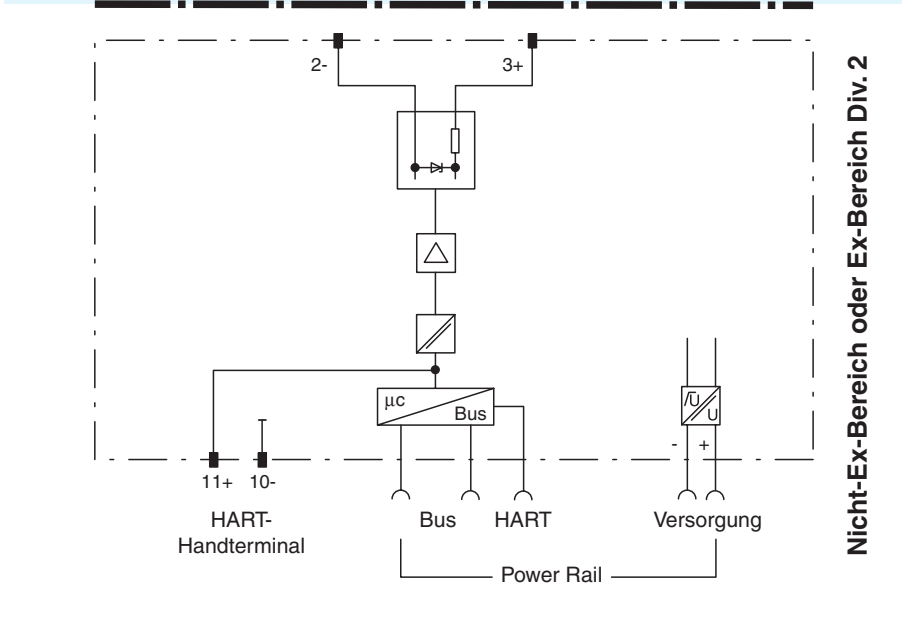 2-
3+
µc
Bus
/U
U
-
+
11+
10-
HART-
Handterminal
Bus
HART
Versorgung
Power Rail
Nicht-Ex-Bereich oder Ex-Bereich Div. 2